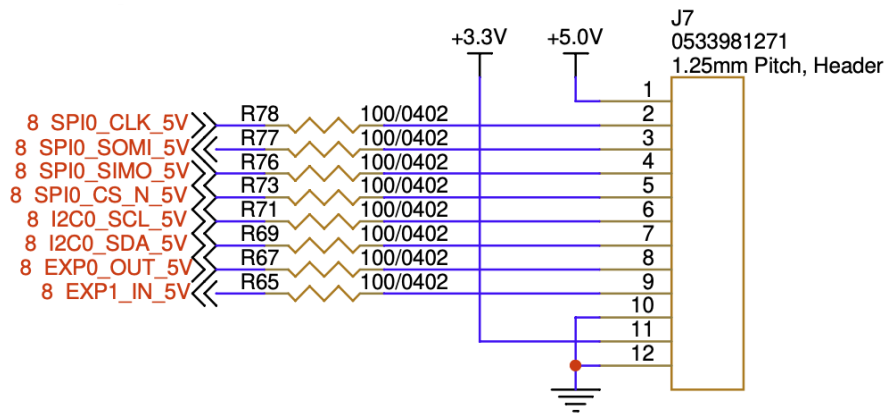 J7
0533981271
1.25mm Pitch, Header
+3.3V +5.0V
1
8 SPI0_CLK_5V R78 100/0402 2
8 SPI0_SOMI_5V R77 100/0402 3
8 SPI0_SIMO_5V R76 100/0402 4
8 SPI0_CS_N_5V R73 100/0402 5
8 I2C0_SCL_5V R71 100/0402 6
8 I2C0_SDA_5V R69 100/0402 7
8 EXP0_OUT_5V R67 100/0402 8
8 EXP1_IN_5V R65 100/0402 9
10
11
12